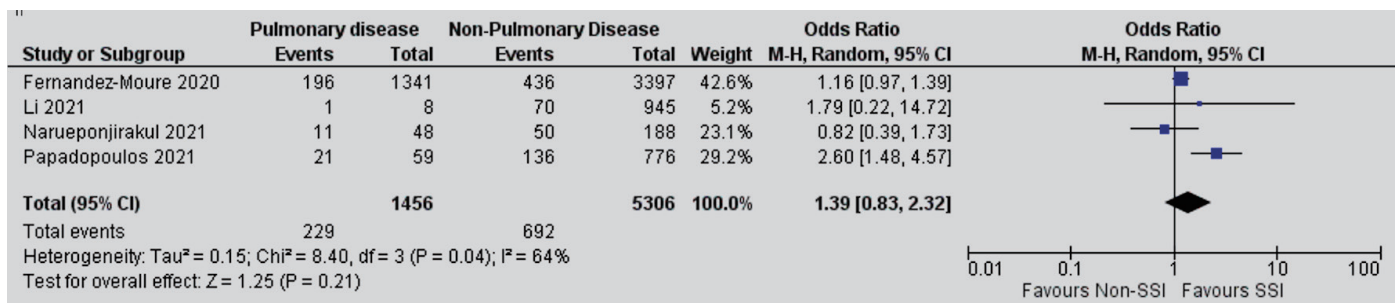 Pulmonary disease Non-Pulmonary Disease Odds Ratio Odds Ratio
Study or Subgroup Events Total Events Total Weight M-H, Random, 95% CI M-H, Random, 95% CI
Fernandez-Moure 2020 196 1341 436 3397 42.6% 1.16 [0.97, 1.39]
Li 2021 1 8 70 945 5.2% 1.79 [0.22, 14.72]
Narueponjirakul 2021 11 48 50 188 23.1% 0.82 [0.39, 1.73]
Papadopoulos 2021 21 59 136 776 29.2% 2.60 [1.48, 4.57]
Total (95% CI) 1456 5306 100.0% 1.39 [0.83, 2.32]
Total events 229 692
Heterogeneity: Tau² = 0.15; Chi² = 8.40, df = 3 (P = 0.04); I² = 64%
Test for overall effect: Z = 1.25 (P = 0.21)
0.01 0.1 1 10 100
Favours Non-SSI Favours SSI